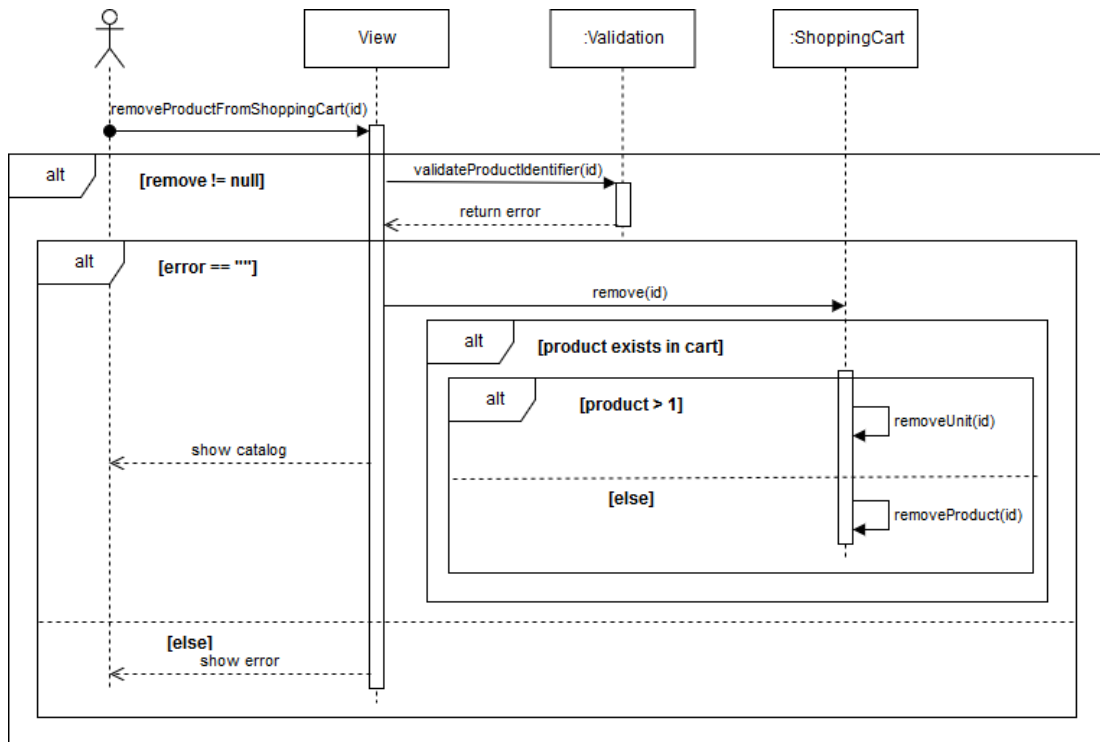 View
:Validation
:ShoppingCart
removeProductFromShoppingCart(id)
alt
[remove != null]
validateProductIdentifier(id)
return error
alt
[error == ""]
remove(id)
alt
[product exists in cart]
alt
[product > 1]
removeUnit(id)
show catalog
[else]
removeProduct(id)
[else]
show error